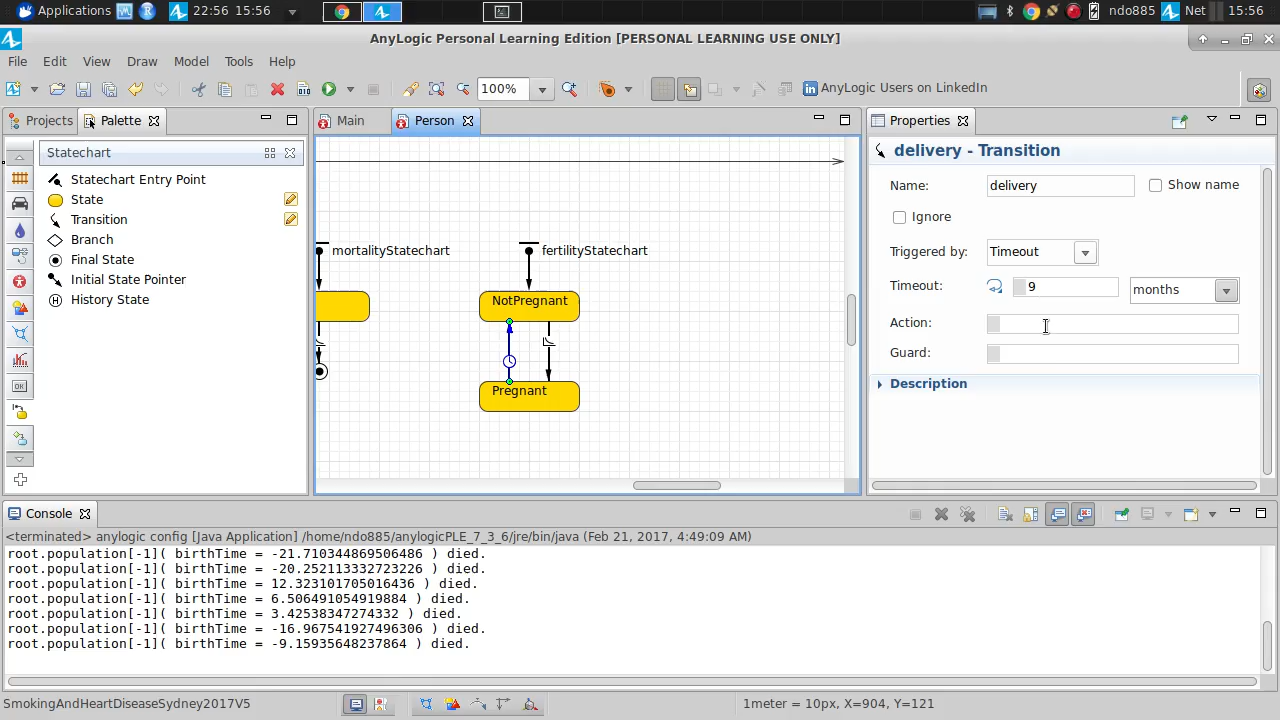 Applications 22:56 15:56 ndo885 Net 15:56
AnyLogic Personal Learning Edition [PERSONAL LEARNING USE ONLY]
File Edit View Draw Model Tools Help
100% AnyLogic Users on LinkedIn
Projects Palette Main Person Properties
Statechart
Statechart Entry Point
State
Transition
Branch
Final State
Initial State Pointer
History State
mortalityStatechart fertilityStatechart
NotPregnant
Pregnant
delivery - Transition
Name: delivery Show name
Ignore
Triggered by: Timeout
Timeout: 9 months
Action:
Guard:
Description
Console
<terminated> anylogic config [Java Application] /home/ndo885/anylogicPLE_7_3_6/jre/bin/java (Feb 21, 2017, 4:49:09 AM)
root.population[-1]( birthTime = -21.710344869506486 ) died.
root.population[-1]( birthTime = -20.252113332723226 ) died.
root.population[-1]( birthTime = 12.323101705016436 ) died.
root.population[-1]( birthTime = 6.506491054919884 ) died.
root.population[-1]( birthTime = 3.42538347274332 ) died.
root.population[-1]( birthTime = -16.967541927496306 ) died.
root.population[-1]( birthTime = -9.15935648237864 ) died.
SmokingAndHeartDiseaseSydney2017V5 1meter = 10px, X=904, Y=121